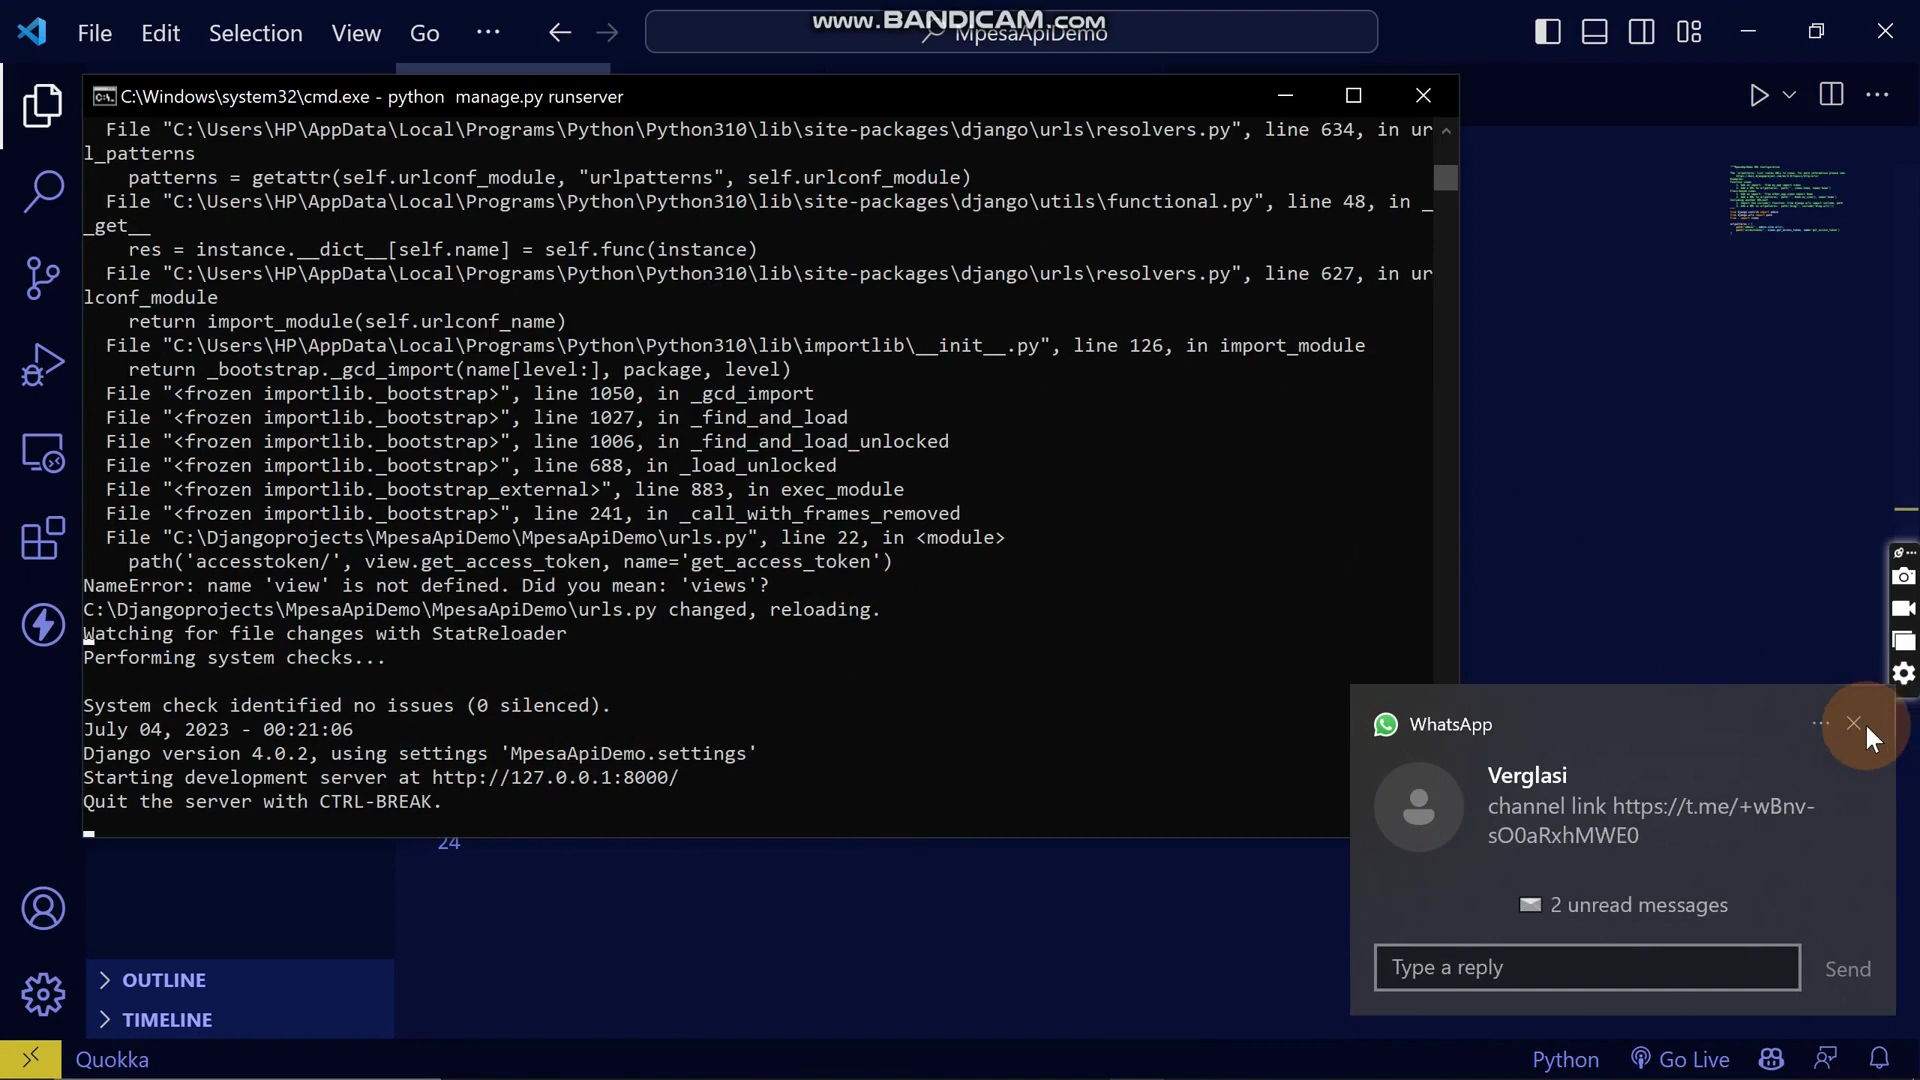 www.BANDICAM.com
File Edit Selection View Go ··· MpesaApiDemo
C:\Windows\system32\cmd.exe - python manage.py runserver
File "C:\Users\HP\AppData\Local\Programs\Python\Python310\lib\site-packages\django\urls\resolvers.py", line 634, in ur
l_patterns
patterns = getattr(self.urlconf_module, "urlpatterns", self.urlconf_module)
File "C:\Users\HP\AppData\Local\Programs\Python\Python310\lib\site-packages\django\utils\functional.py", line 48, in _
_get__
res = instance.__dict__[self.name] = self.func(instance)
File "C:\Users\HP\AppData\Local\Programs\Python\Python310\lib\site-packages\django\urls\resolvers.py", line 627, in ur
lconf_module
return import_module(self.urlconf_name)
File "C:\Users\HP\AppData\Local\Programs\Python\Python310\lib\importlib\__init__.py", line 126, in import_module
return _bootstrap._gcd_import(name[level:], package, level)
File "<frozen importlib._bootstrap>", line 1050, in _gcd_import
File "<frozen importlib._bootstrap>", line 1027, in _find_and_load
File "<frozen importlib._bootstrap>", line 1006, in _find_and_load_unlocked
File "<frozen importlib._bootstrap>", line 688, in _load_unlocked
File "<frozen importlib._bootstrap_external>", line 883, in exec_module
File "<frozen importlib._bootstrap>", line 241, in _call_with_frames_removed
File "C:\Djangoprojects\MpesaApiDemo\MpesaApiDemo\urls.py", line 22, in <module>
path('accesstoken/', view.get_access_token, name='get_access_token')
NameError: name 'view' is not defined. Did you mean: 'views'?
C:\Djangoprojects\MpesaApiDemo\MpesaApiDemo\urls.py changed, reloading.
Watching for file changes with StatReloader
Performing system checks...
System check identified no issues (0 silenced).
July 04, 2023 - 00:21:06
Django version 4.0.2, using settings 'MpesaApiDemo.settings'
Starting development server at http://127.0.0.1:8000/
Quit the server with CTRL-BREAK.
24
WhatsApp
Verglasi
channel link https://t.me/+wBnv-
sO0aRxhMWE0
2 unread messages
Type a reply Send
OUTLINE
TIMELINE
Quokka Python Go Live